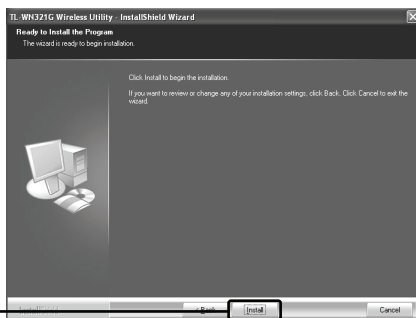 TL-WN321G Wireless Utility - InstallShield Wizard
Ready to Install the Program
The wizard is ready to begin installation.
Click Install to begin the installation.
If you want to review or change any of your installation settings, click Back. Click Cancel to exit the
wizard.
InstallShield
< Back
Install
Cancel